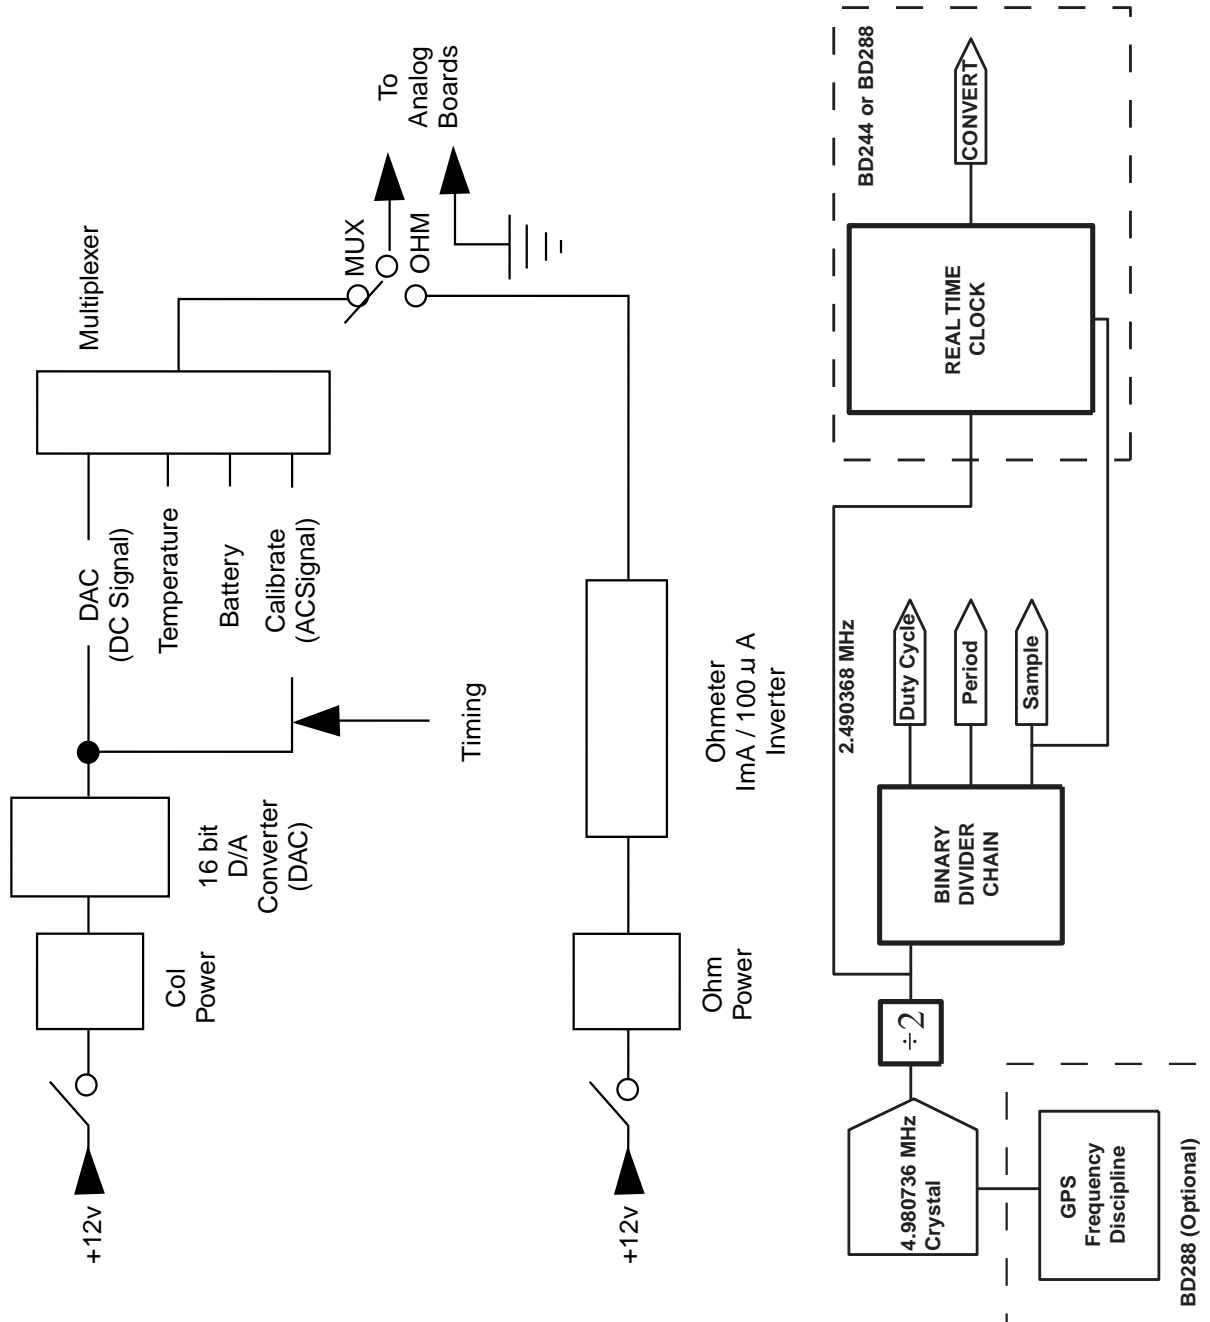 +12v
Col
Power
16 bit
D/A
Converter
(DAC)
Timing
DAC
(DC Signal)
Temperature
Battery
Calibrate
(ACSignal)
Multiplexer
MUX
OHM
To
Analog
Boards
+12v
Ohm
Power
Ohmeter
ImA / 100 u A
Inverter
4.980736 MHz
Crystal
GPS
Frequency
Discipline
BD288 (Optional)
÷2
2.490368 MHz
BINARY
DIVIDER
CHAIN
Duty Cycle
Period
Sample
REAL TIME
CLOCK
BD244 or BD288
CONVERT